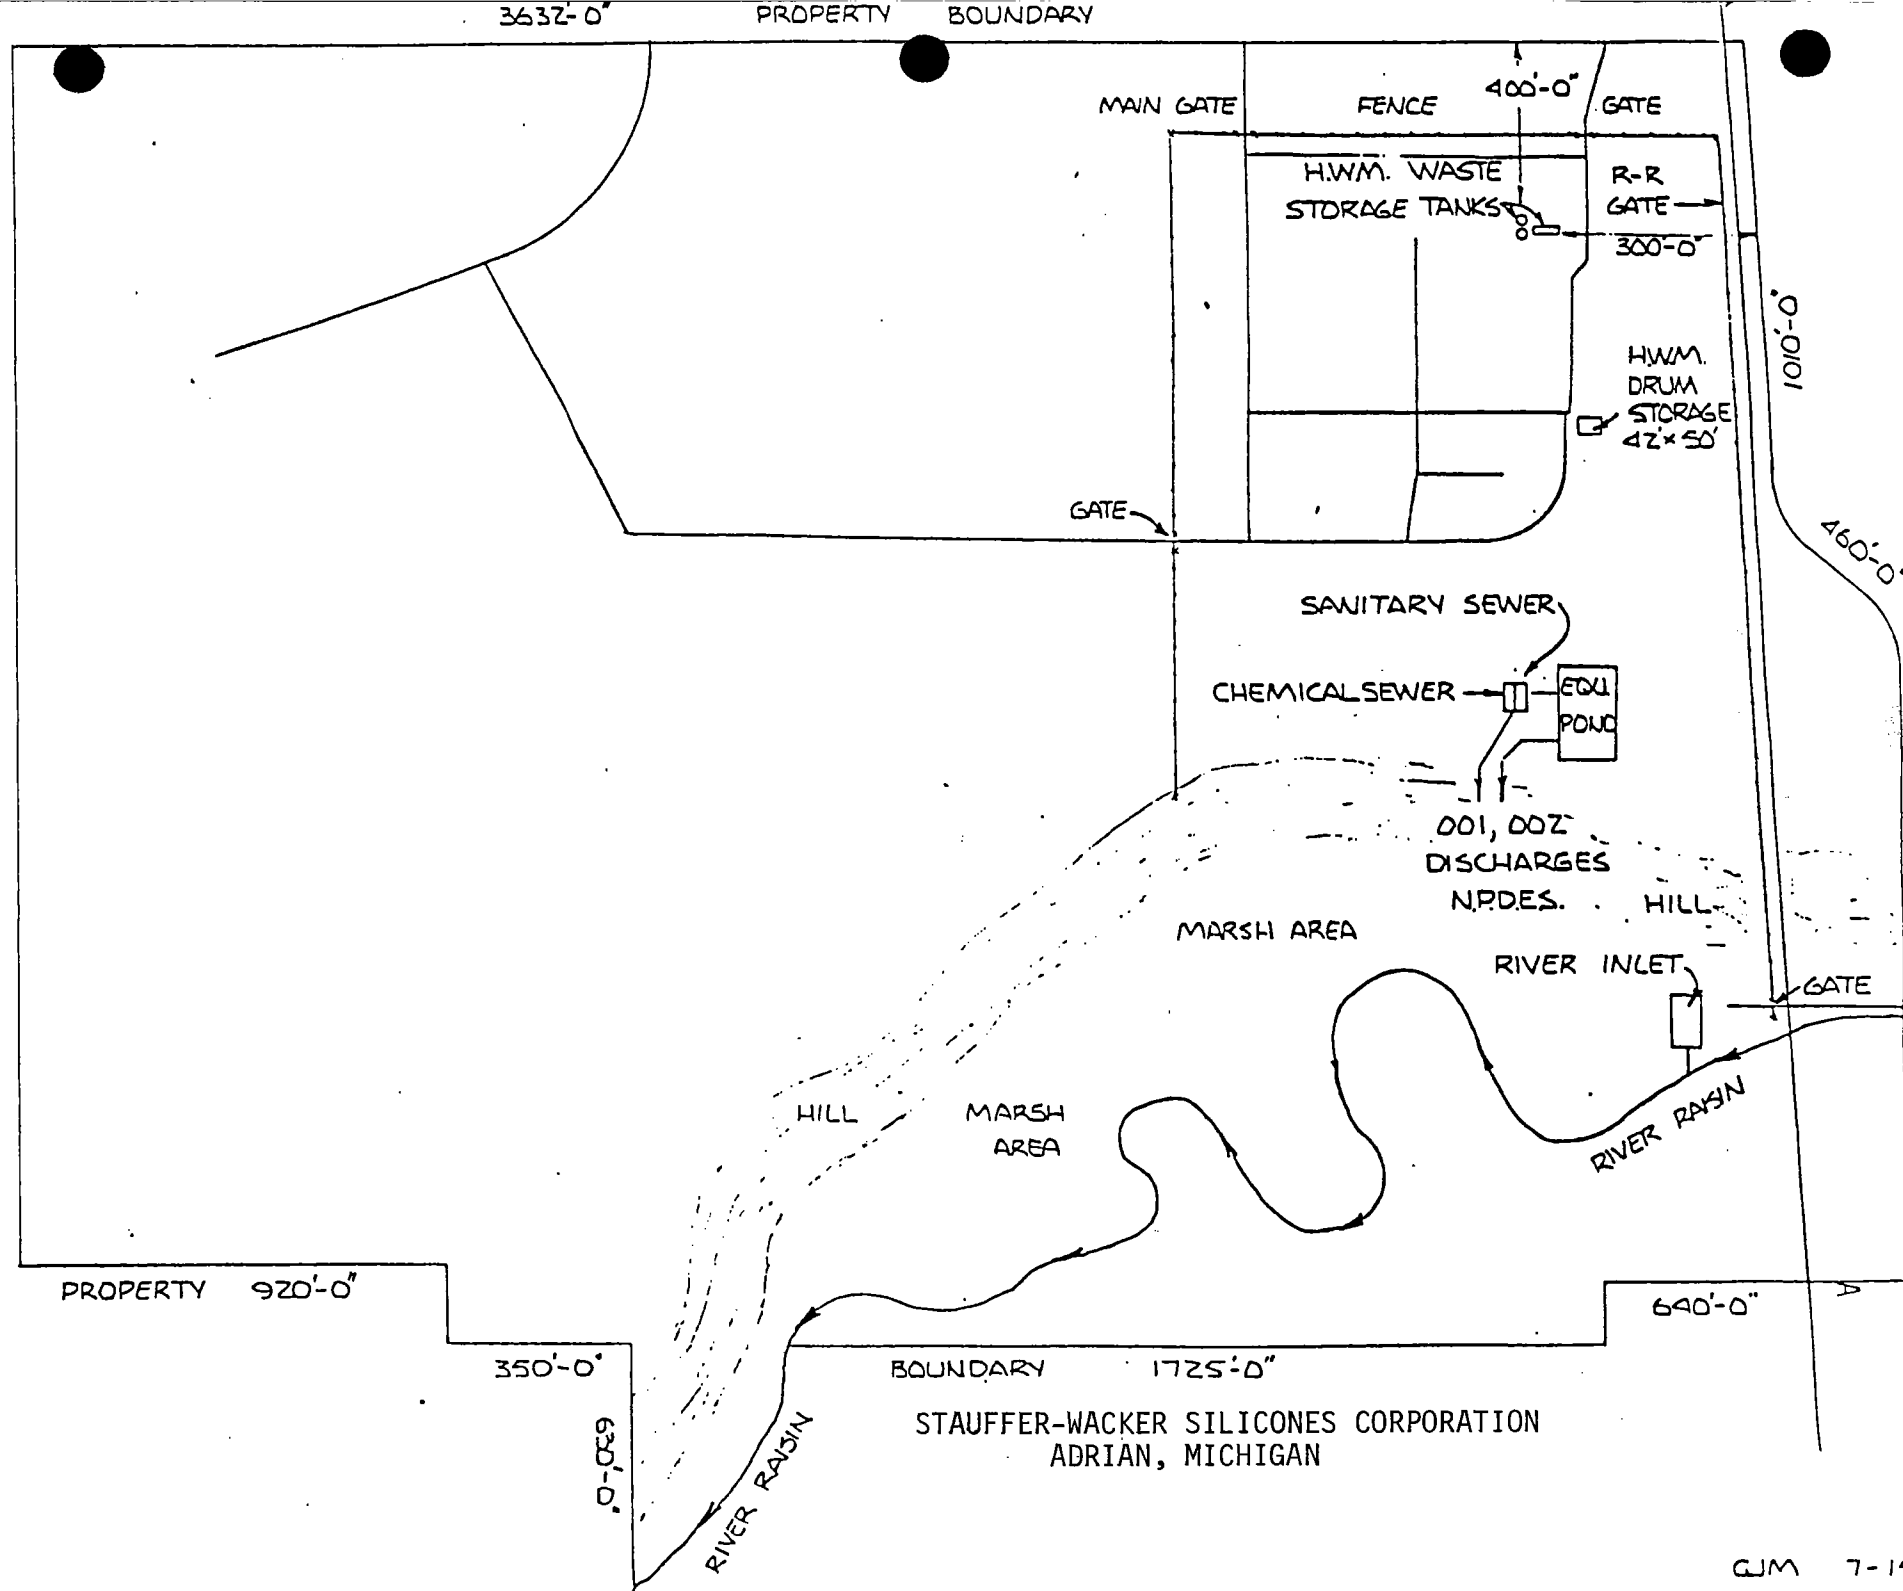 3632'-0" PROPERTY BOUNDARY
400'-0"
MAIN GATE FENCE GATE
H.W.M. WASTE
STORAGE TANKS
R-R
GATE
300'-0"
1010'-0"
H.W.M.
DRUM
STORAGE
42'x50'
GATE
460'-0"
SANITARY SEWER
CHEMICAL SEWER
EQU.
POND
001, 002
DISCHARGES
N.P.D.E.S.
HILL
MARSH AREA
RIVER INLET
GATE
HILL
MARSH
AREA
RIVER RAISIN
PROPERTY 920'-0"
640'-0"
A
350'-0"
BOUNDARY 1725'-0"
630'-0"
RIVER RAISIN
STAUFFER-WACKER SILICONES CORPORATION
ADRIAN, MICHIGAN
GJM 7-1